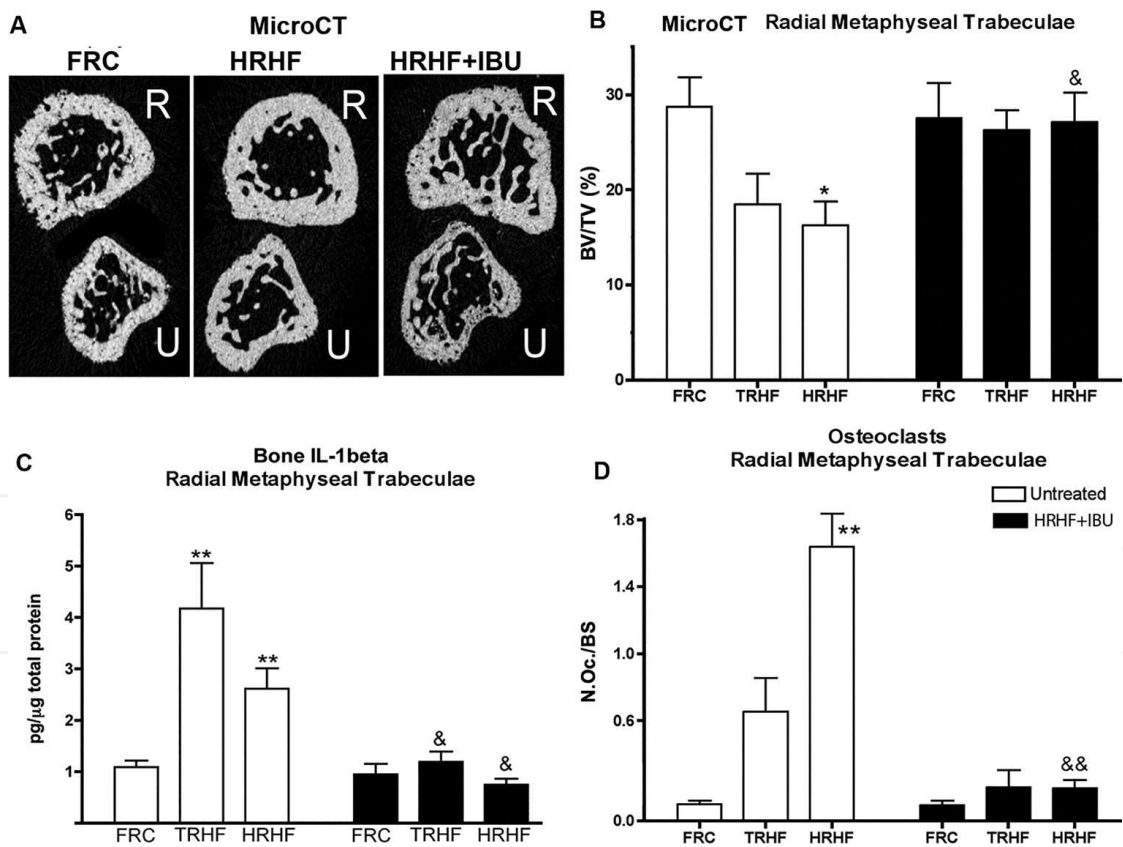 A
MicroCT
FRC
HRHF
HRHF+IBU
R
R
R
U
U
U
B
MicroCT Radial Metaphyseal Trabeculae
BV/TV (%)
30
20
10
0
*
&
FRC
TRHF
HRHF
FRC
TRHF
HRHF
C
Bone IL-1beta
Radial Metaphyseal Trabeculae
pg/µg total protein
6
5
4
3
2
1
**
**
&
&
FRC
TRHF
HRHF
FRC
TRHF
HRHF
D
Osteoclasts
Radial Metaphyseal Trabeculae
Untreated
HRHF+IBU
N.Oc./BS
1.8
1.4
1.0
0.6
0.0
**
&&
FRC
TRHF
HRHF
FRC
TRHF
HRHF